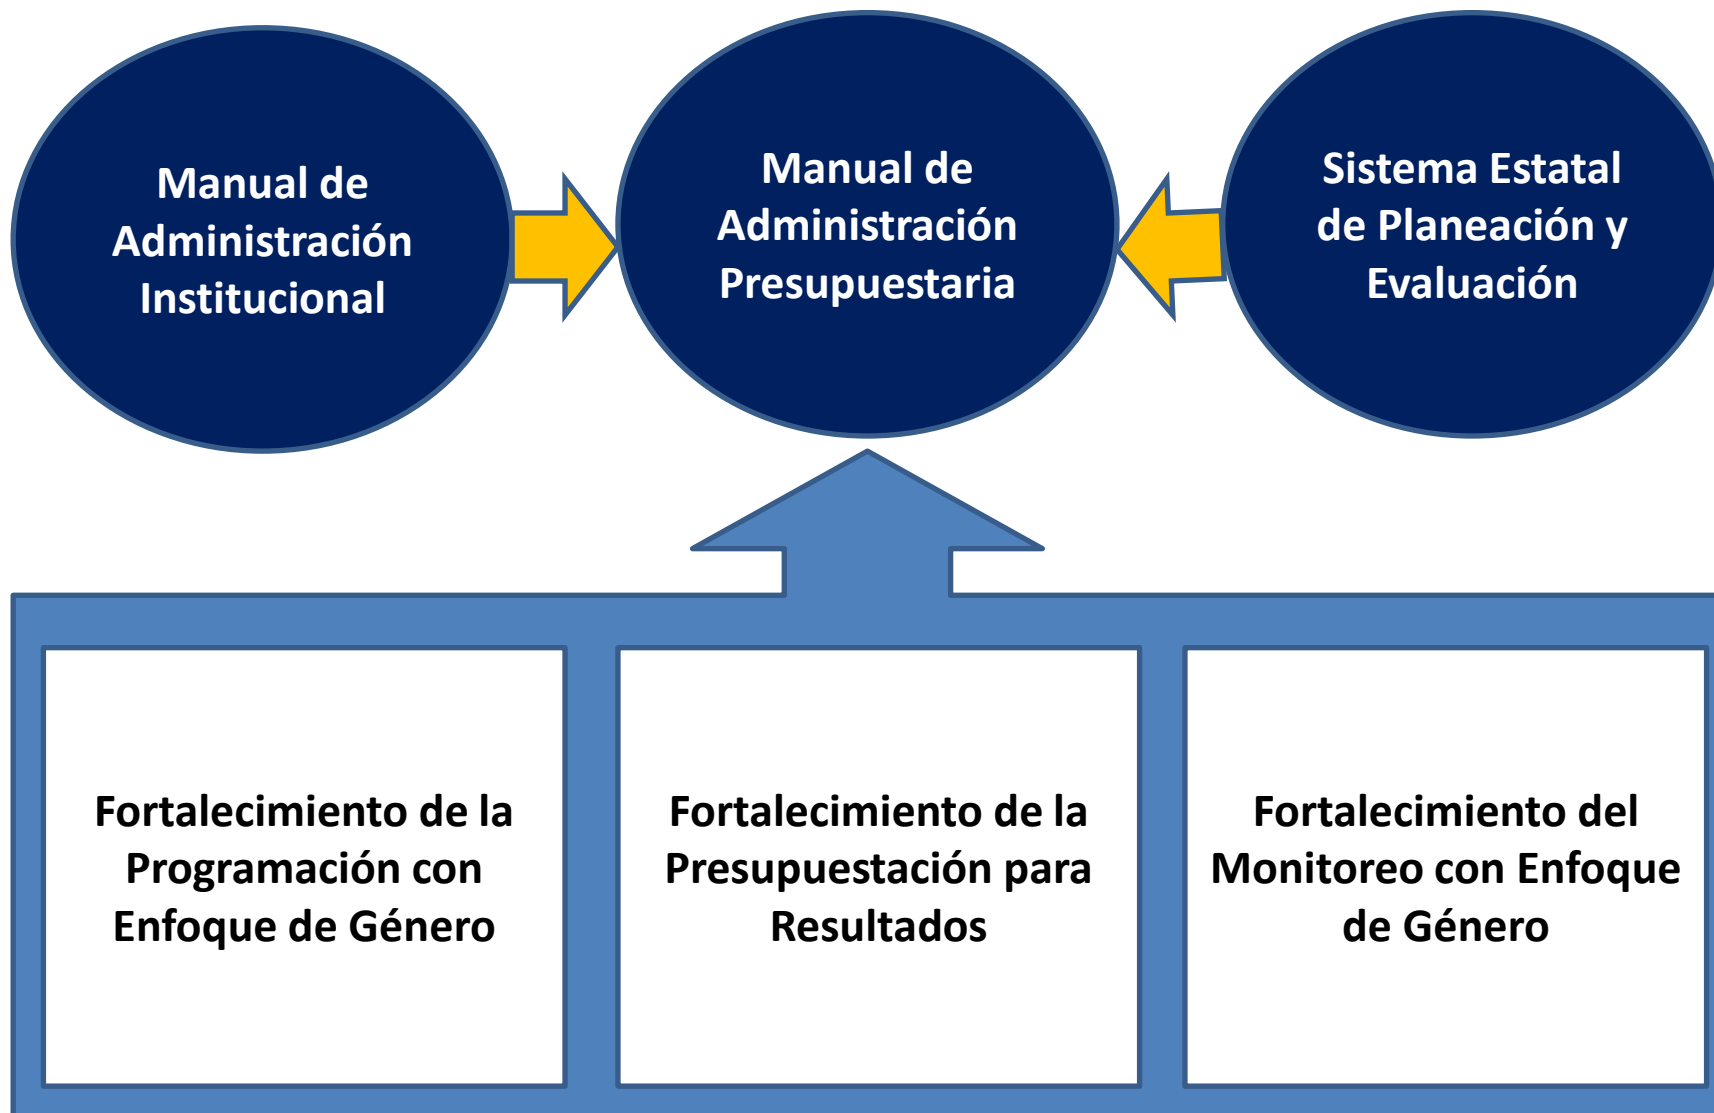 Manual de
Administración
Institucional
Manual de
Administración
Presupuestaria
Sistema Estatal
de Planeación y
Evaluación
Fortalecimiento de la
Programación con
Enfoque de Género
Fortalecimiento de la
Presupuestación para
Resultados
Fortalecimiento del
Monitoreo con Enfoque
de Género